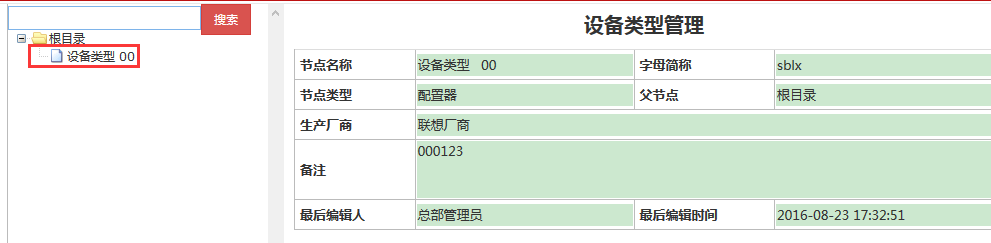 搜索
根目录
设备类型 00
设备类型管理
节点名称 设备类型 00 字母简称 sblx
节点类型 配置器 父节点 根目录
生产厂商 联想厂商
备注 000123
最后编辑人 总部管理员 最后编辑时间 2016-08-23 17:32:51